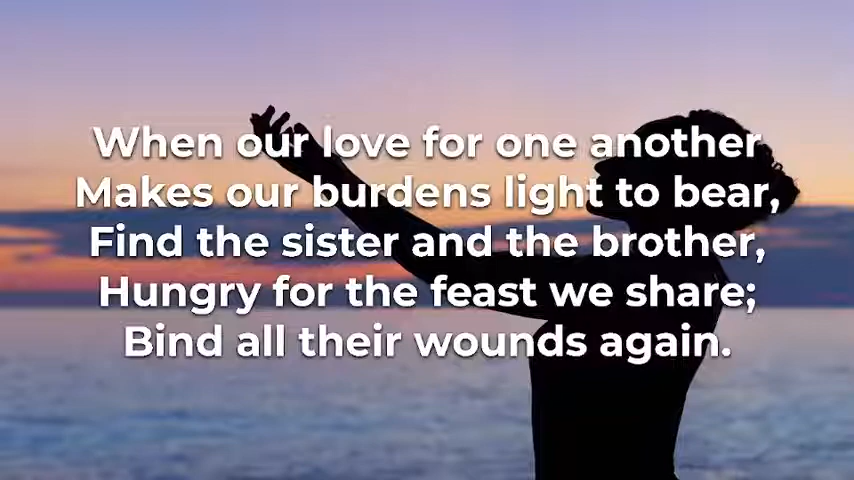 When our love for one another
Makes our burdens light to bear,
Find the sister and the brother,
Hungry for the feast we share;
Bind all their wounds again.